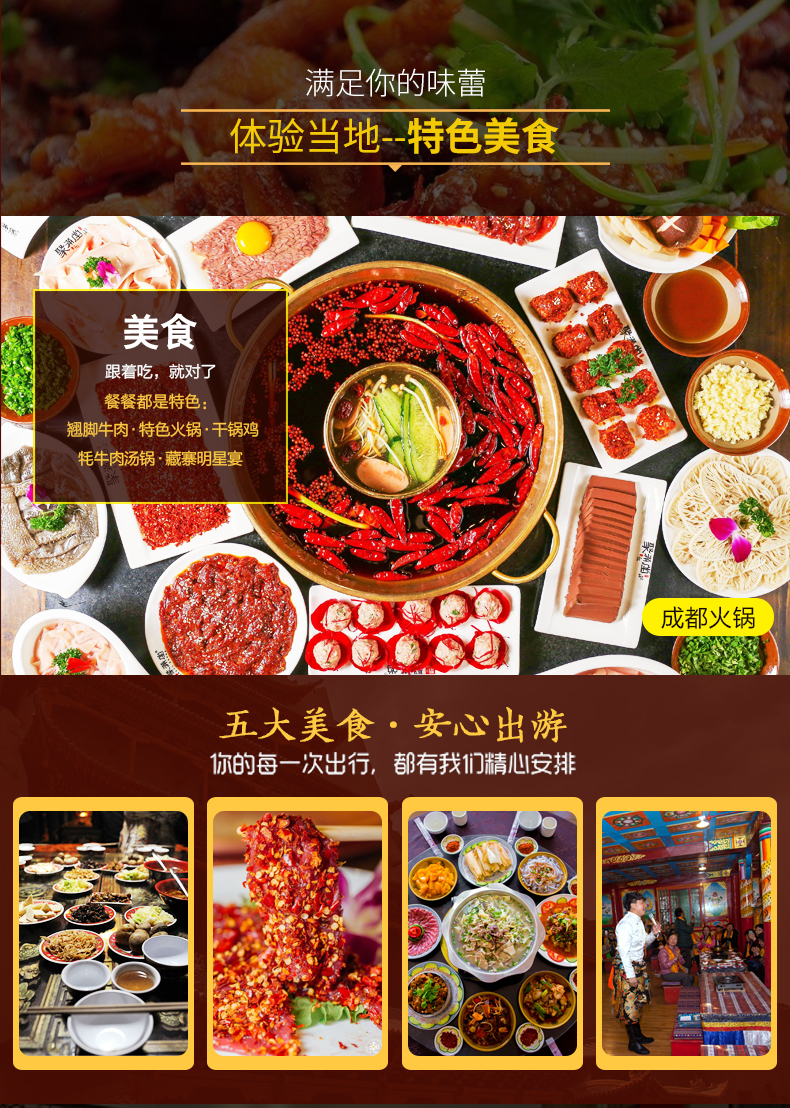 满足你的味蕾
体验当地--特色美食
美食
跟着吃，就对了
餐餐都是特色：
翘脚牛肉·特色火锅·干锅鸡
牦牛肉汤锅·藏寨明星宴
成都火锅
五大美食·安心出游
你的每一次出行，都有我们精心安排